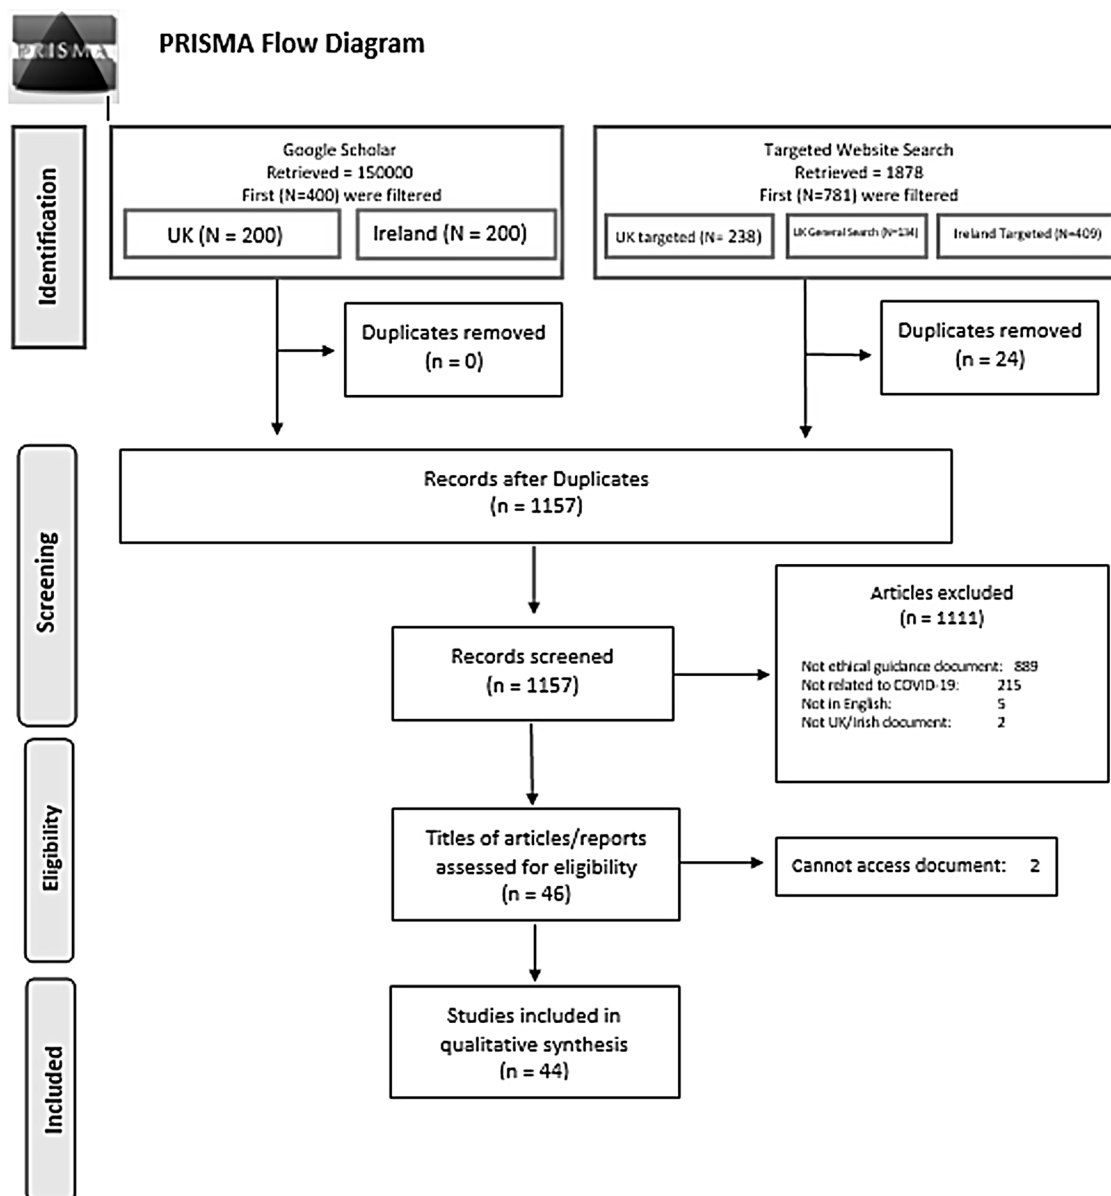 PRISMA
PRISMA Flow Diagram
Identification
Google Scholar
Retrieved = 150000
First (N=400) were filtered
UK (N = 200)
Ireland (N = 200)
Targeted Website Search
Retrieved = 1878
First (N=781) were filtered
UK targeted (N= 238)
UK General Search (N=134)
Ireland Targeted (N=409)
Duplicates removed
(n = 0)
Duplicates removed
(n = 24)
Screening
Records after Duplicates
(n = 1157)
Records screened
(n = 1157)
Articles excluded
(n = 1111)
Not ethical guidance document: 889
Not related to COVID-19: 215
Not in English: 5
Not UK/Irish document: 2
Eligibility
Titles of articles/reports
assessed for eligibility
(n = 46)
Cannot access document: 2
Included
Studies included in
qualitative synthesis
(n = 44)